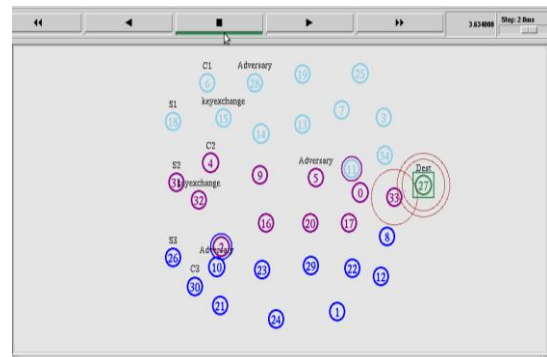 3.634000 Step: 2.0ms
C1 Adversary
6 28 19 25
S1 keyexchange
18 15 14 13 7 3
C2
S2 4 9 Adversary 11 34 Dest
31 keyexchange 5 0 27
32 33
16 20 17
S3 2 8
Adversary
26 10 23 29 22 12
C3
30
21 24 1